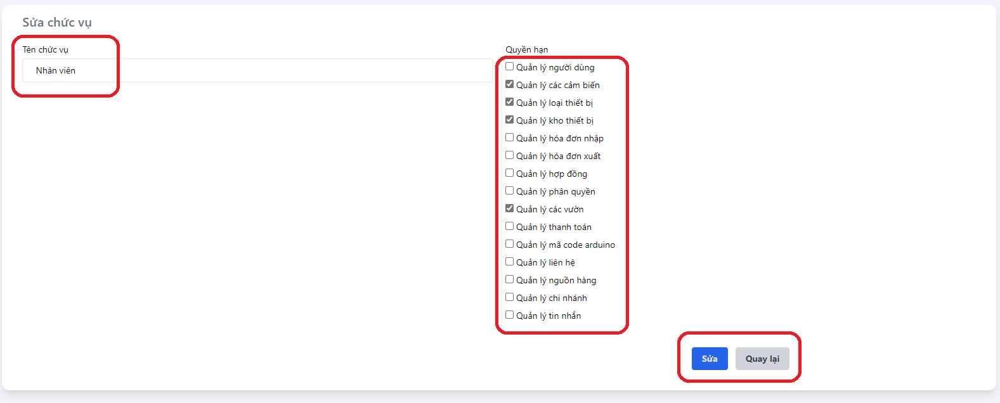 Sửa chức vụ
Tên chức vụ
Nhân viên
Quyền hạn
Quản lý người dùng
Quản lý các cảm biến
Quản lý loại thiết bị
Quản lý kho thiết bị
Quản lý hóa đơn nhập
Quản lý hóa đơn xuất
Quản lý hợp đồng
Quản lý phân quyền
Quản lý các vườn
Quản lý thanh toán
Quản lý mã code arduino
Quản lý liên hệ
Quản lý nguồn hàng
Quản lý chi nhánh
Quản lý tin nhắn
Sửa Quay lại